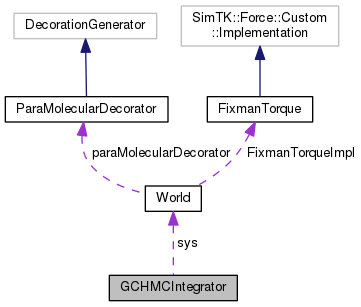 DecorationGenerator
SimTK::Force::Custom
::Implementation
ParaMolecularDecorator
FixmanTorque
paraMolecularDecorator
FixmanTorqueImpl
World
sys
GCHMCIntegrator